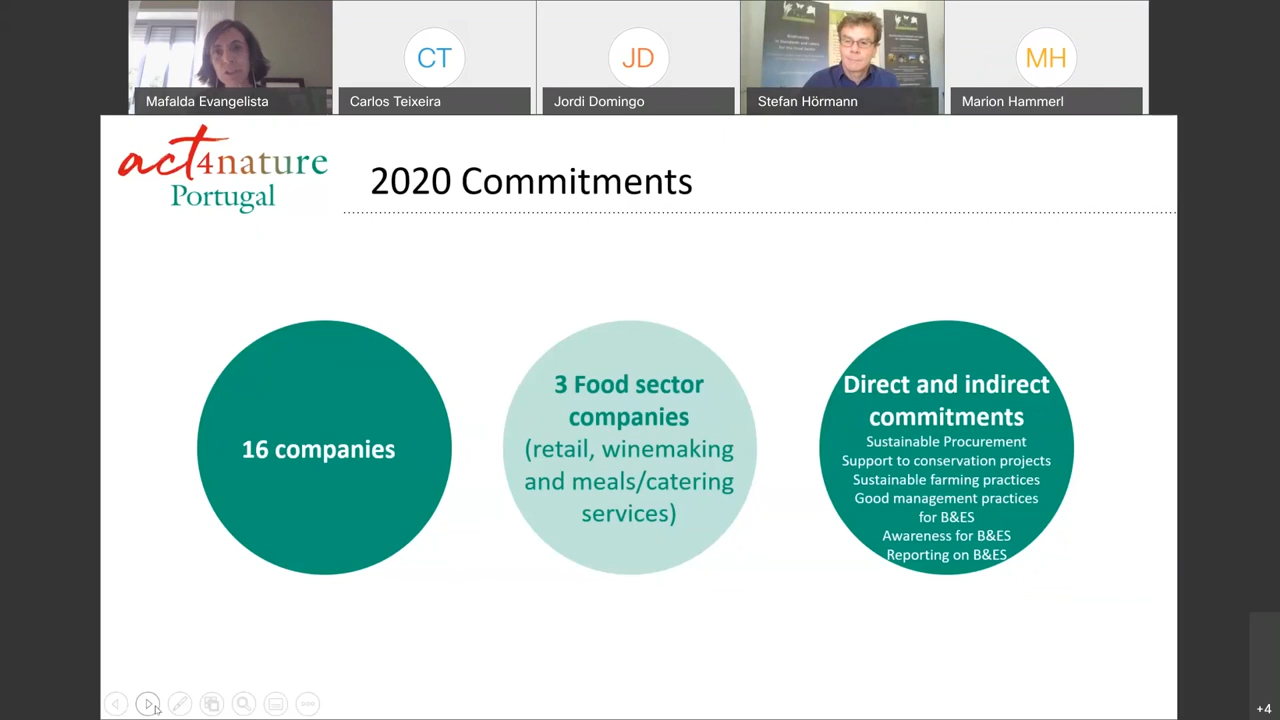 CT
JD
MH
Mafalda Evangelista
Carlos Teixeira
Jordi Domingo
Stefan Hörmann
Marion Hammerl
act4nature
Portugal
2020 Commitments
16 companies
3 Food sector
companies
(retail, winemaking
and meals/catering
services)
Direct and indirect
commitments
Sustainable Procurement
Support to conservation projects
Sustainable farming practices
Good management practices
for B&ES
Awareness for B&ES
Reporting on B&ES
+4